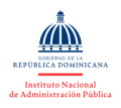 GOBIERNO DE LA
REPÚBLICA DOMINICANA
Instituto Nacional
de Administración Pública